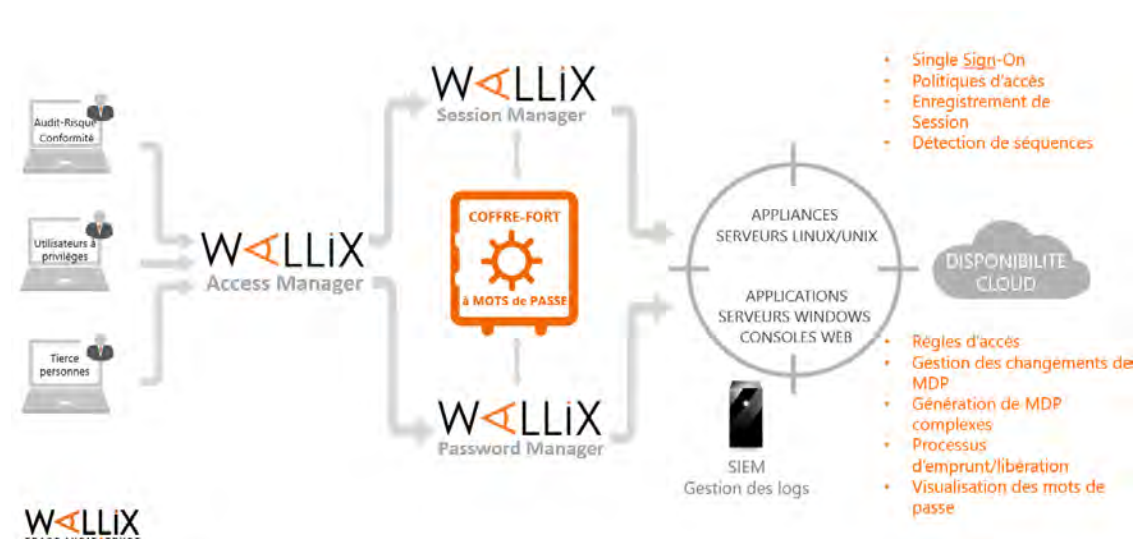 Audit-Risque
Conformité
Utilisateurs à
privilèges
Tierce
personnes
WALLiX
Access Manager
WALLiX
Session Manager
COFFRE-FORT
à MOTS de PASSE
WALLiX
Password Manager
APPLIANCES
SERVEURS LINUX/UNIX
APPLICATIONS
SERVEURS WINDOWS
CONSOLES WEB
SIEM
Gestion des logs
• Single Sign-On
- Politiques d'accès
- Enregistrement de
Session
- Détection de séquences
DISPONIBILITE
CLOUD
• Règles d'accès
• Gestion des changements de
MDP
• Génération de MDP
complexes
• Processus
d'emprunt/libération
• Visualisation des mots de
passe
WALLiX